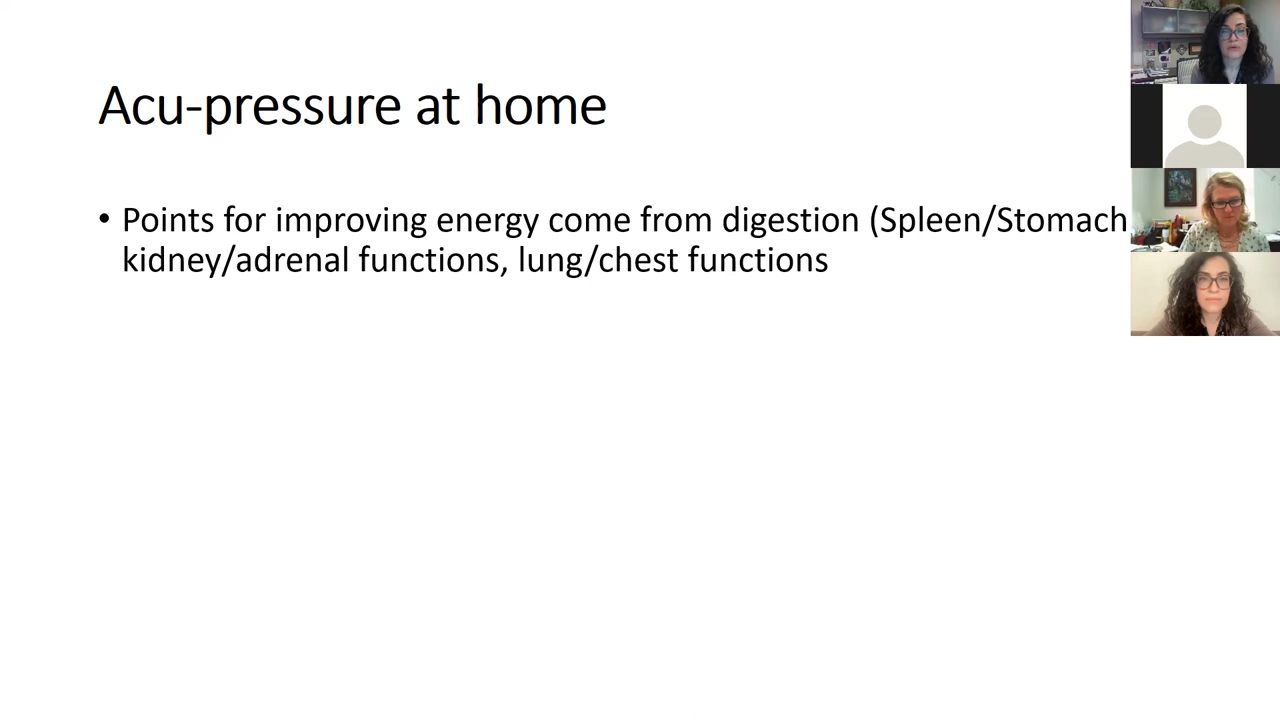 Acu-pressure at home
• Points for improving energy come from digestion (Spleen/Stomach
kidney/adrenal functions, lung/chest functions